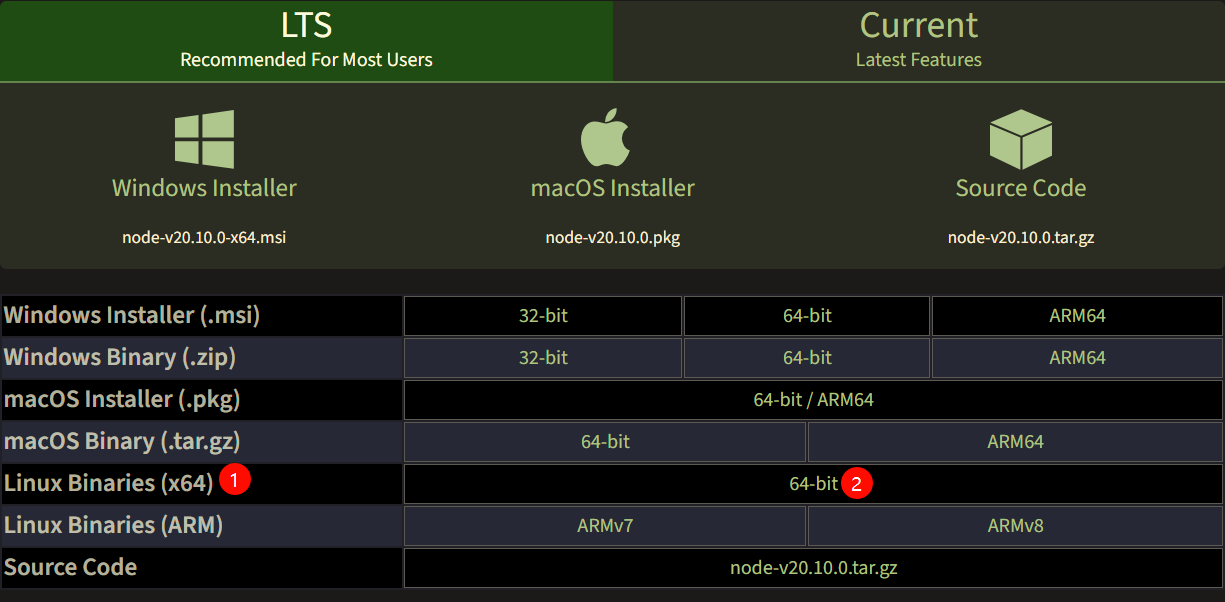 LTS
Recommended For Most Users
Current
Latest Features
Windows Installer
macOS Installer
Source Code
node-v20.10.0-x64.msi
node-v20.10.0.pkg
node-v20.10.0.tar.gz
Windows Installer (.msi) 32-bit 64-bit ARM64
Windows Binary (.zip) 32-bit 64-bit ARM64
macOS Installer (.pkg) 64-bit / ARM64
macOS Binary (.tar.gz) 64-bit ARM64
Linux Binaries (x64) 1 64-bit 2
Linux Binaries (ARM) ARMv7 ARMv8
Source Code node-v20.10.0.tar.gz